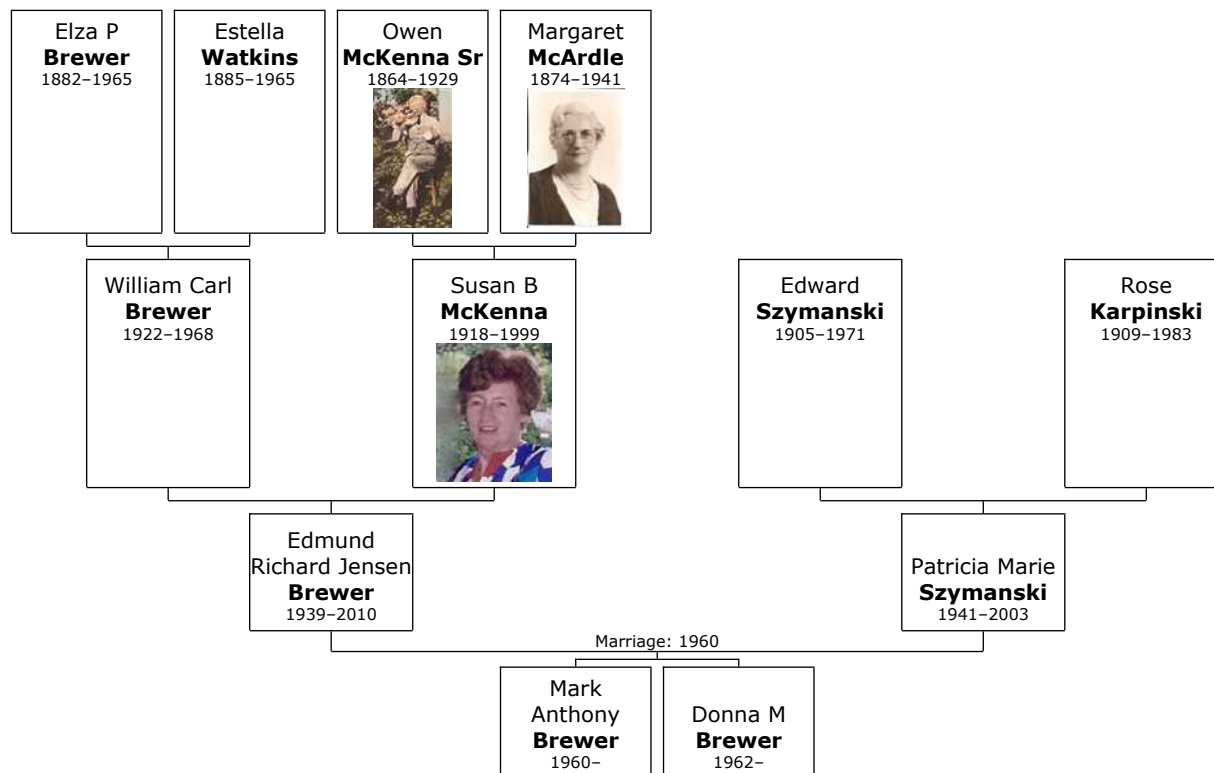 Elza P
Brewer
1882–1965
Estella
Watkins
1885–1965
Owen
McKenna Sr
1864–1929
Margaret
McArdle
1874–1941
William Carl
Brewer
1922–1968
Susan B
McKenna
1918–1999
Edward
Szymanski
1905–1971
Rose
Karpinski
1909–1983
Edmund
Richard Jensen
Brewer
1939–2010
Patricia Marie
Szymanski
1941–2003
Marriage: 1960
Mark
Anthony
Brewer
1960–
Donna M
Brewer
1962–